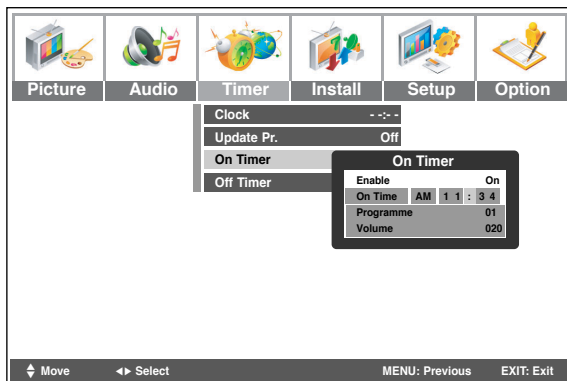 Picture Audio Timer Install Setup Option
Clock - -:- -
Update Pr. Off
On Timer
Off Timer
On Timer
Enable On
On Time AM 1 1 : 3 4
Programme 01
Volume 020
Move Select MENU: Previous EXIT: Exit